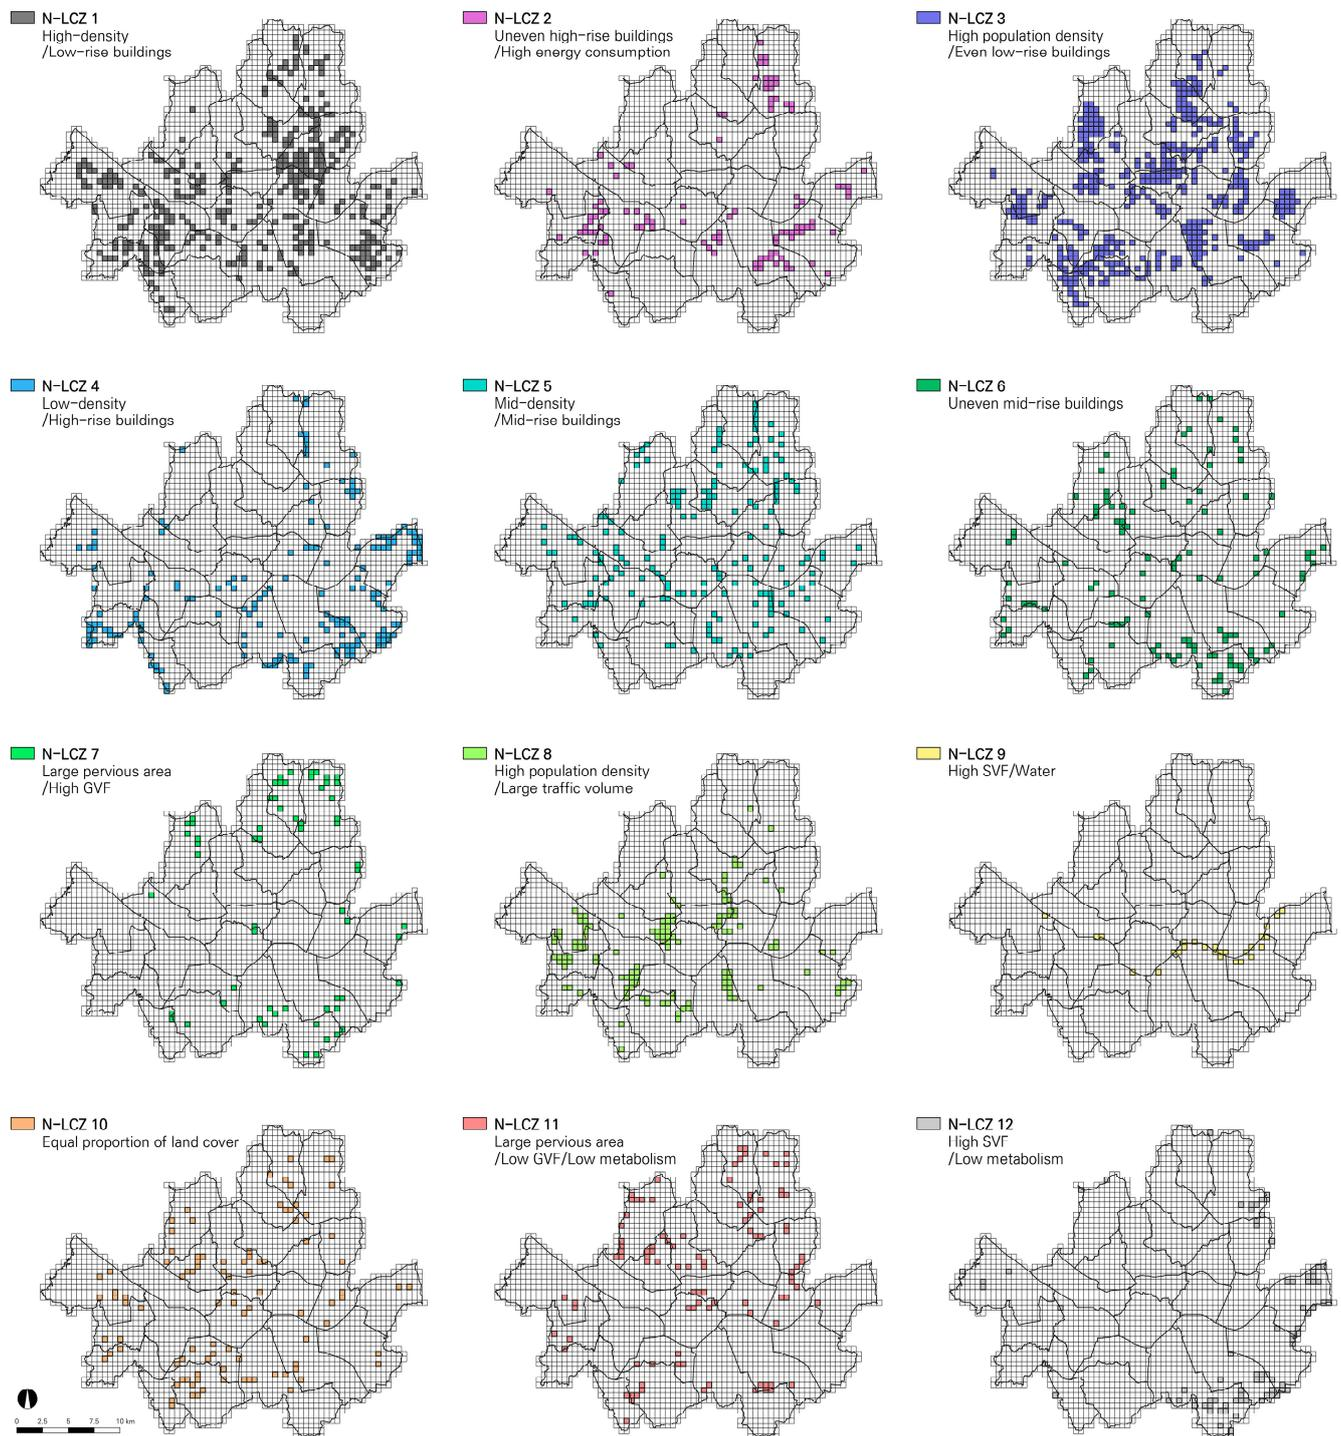 N-LCZ 1
High-density
/Low-rise buildings
N-LCZ 2
Uneven high-rise buildings
/High energy consumption
N-LCZ 3
High population density
/Even low-rise buildings
N-LCZ 4
Low-density
/High-rise buildings
N-LCZ 5
Mid-density
/Mid-rise buildings
N-LCZ 6
Uneven mid-rise buildings
N-LCZ 7
Large pervious area
/High GVF
N-LCZ 8
High population density
/Large traffic volume
N-LCZ 9
High SVF/Water
N-LCZ 10
Equal proportion of land cover
N-LCZ 11
Large pervious area
/Low GVF/Low metabolism
N-LCZ 12
High SVF
/Low metabolism
0 2.5 5 7.5 10 km